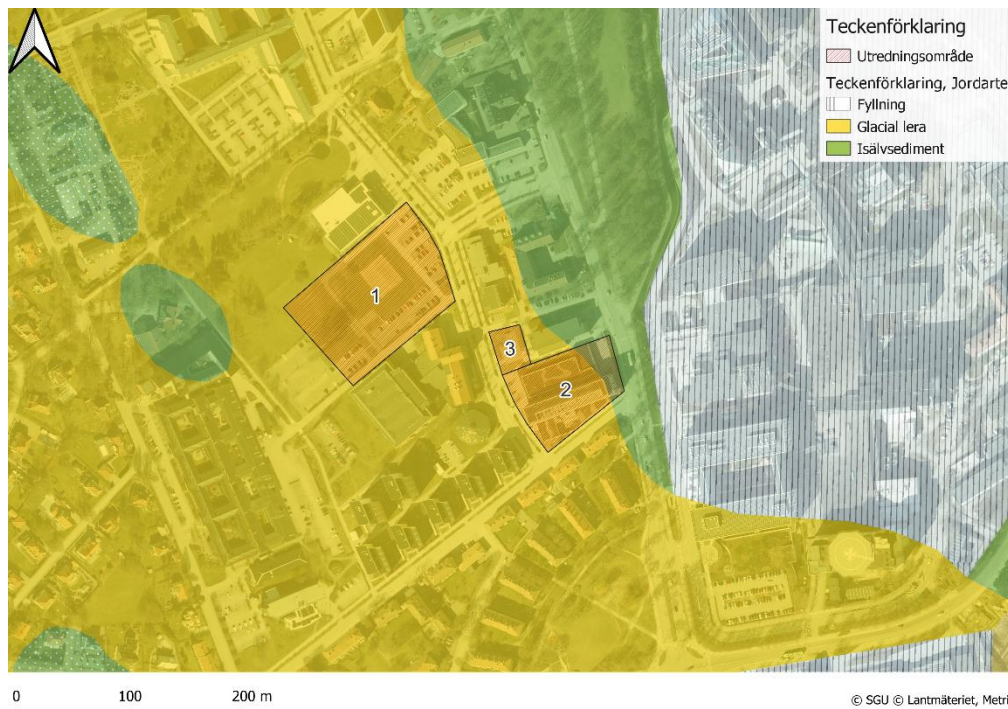 Teckenförklaring
Utredningsområde
Teckenförklaring, Jordarte
Fyllning
Glacial lera
Isälvsediment
1
3
2
0 100 200 m
© SGU © Lantmäteriet, Metri